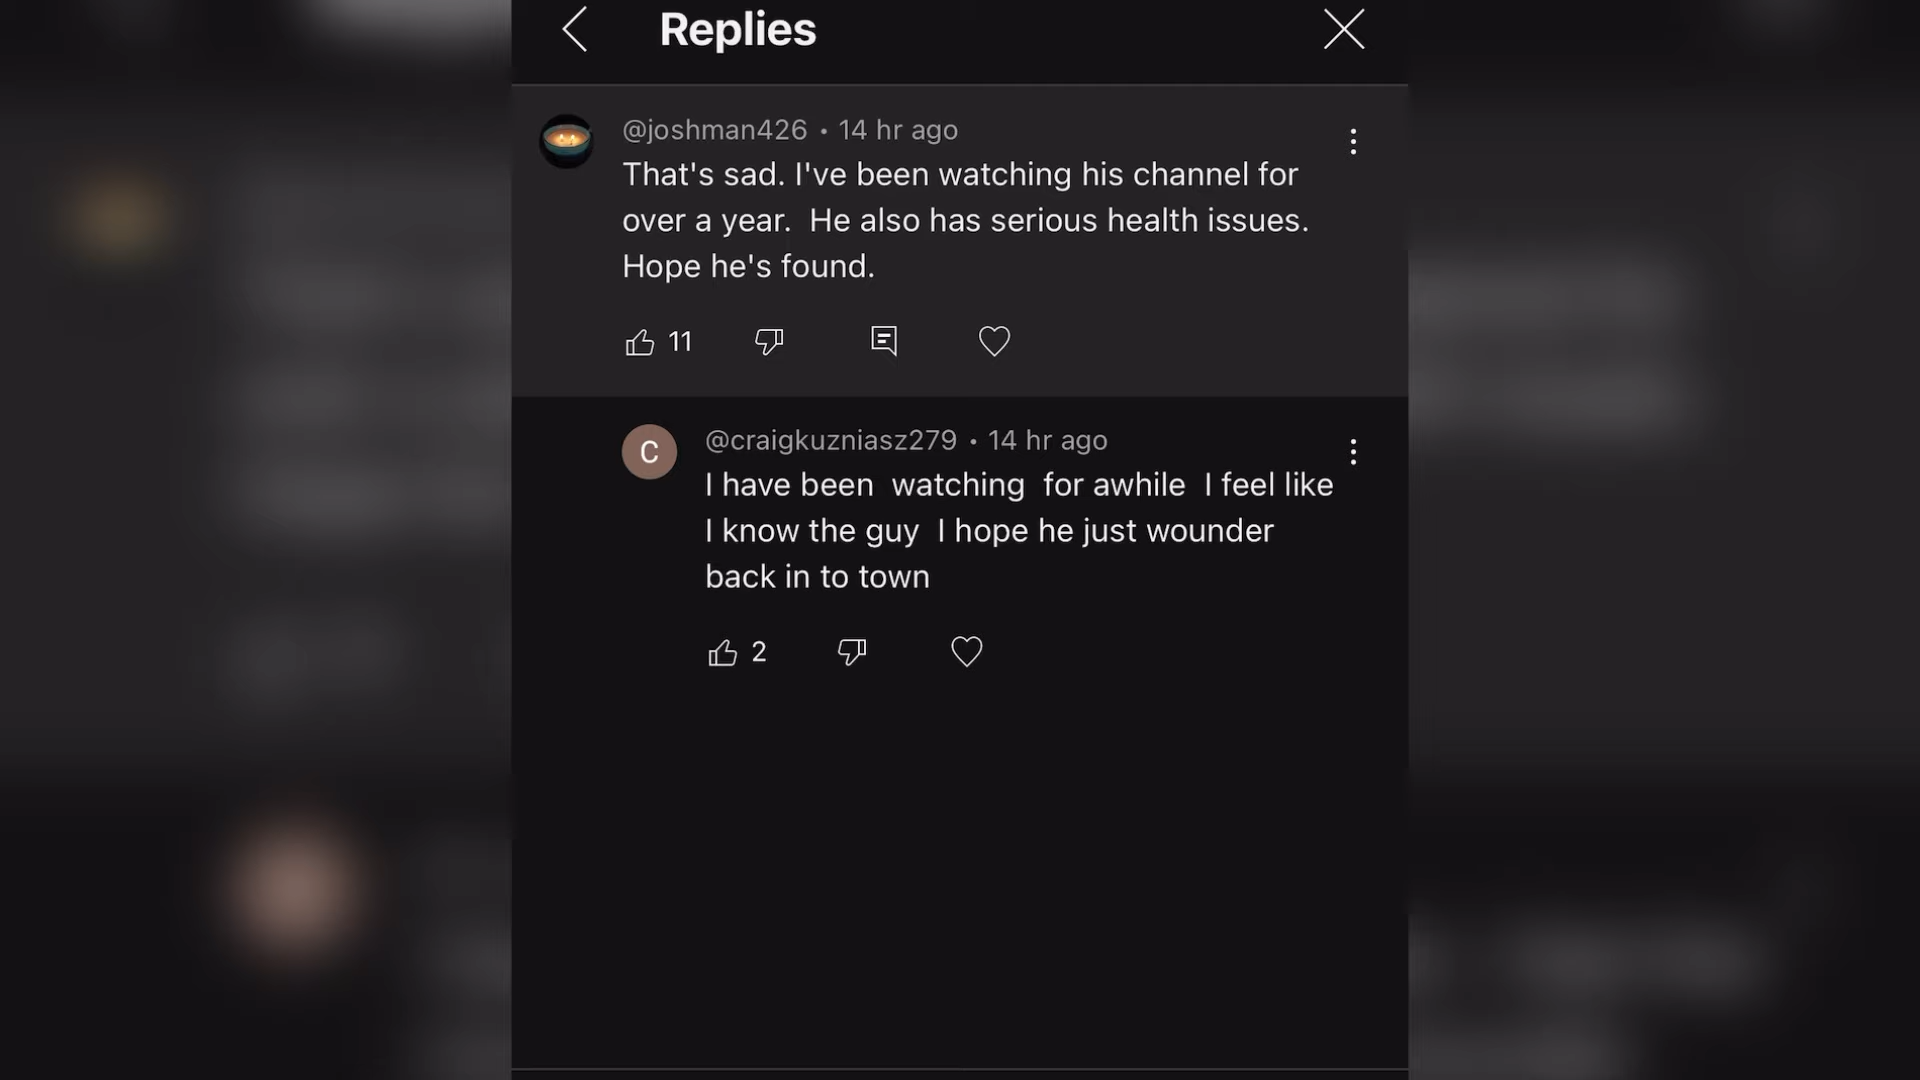 Replies
@joshman426 • 14 hr ago
That's sad. I've been watching his channel for
over a year.  He also has serious health issues.
Hope he's found.
11
C
@craigkuzniasz279 • 14 hr ago
I have been  watching  for awhile  I feel like
I know the guy  I hope he just wounder
back in to town
2